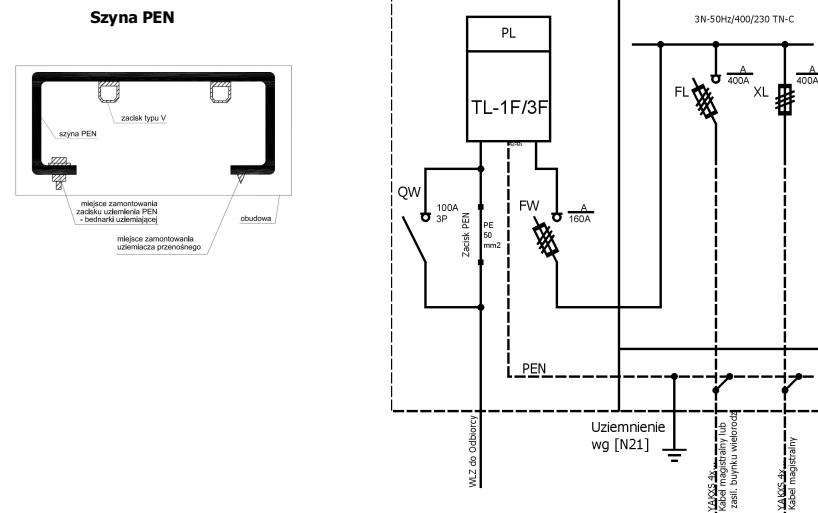 Szyna PEN
zacisk typu V
szyna PEN
miejsce zamontowania
zacisku uziemienia PEN
- bednarki uziemiającej
obudowa
miejsce zamontowania
uziemiacza przenośnego
PL
TL-1F/3F
3N-50Hz/400/230 TN-C
A
400A
FL
XL
A
400A
QW
100A
3P
Zacisk PEN
PE
50
mm2
FW
A
160A
PEN
Uziemnienie
wg [N21]
WLZ do Odbiorcy
YAKXS 4x...
Kabel magistralny lub
zasil. buynku wielorodz
YAKXS 4x...
Kabel magistralny